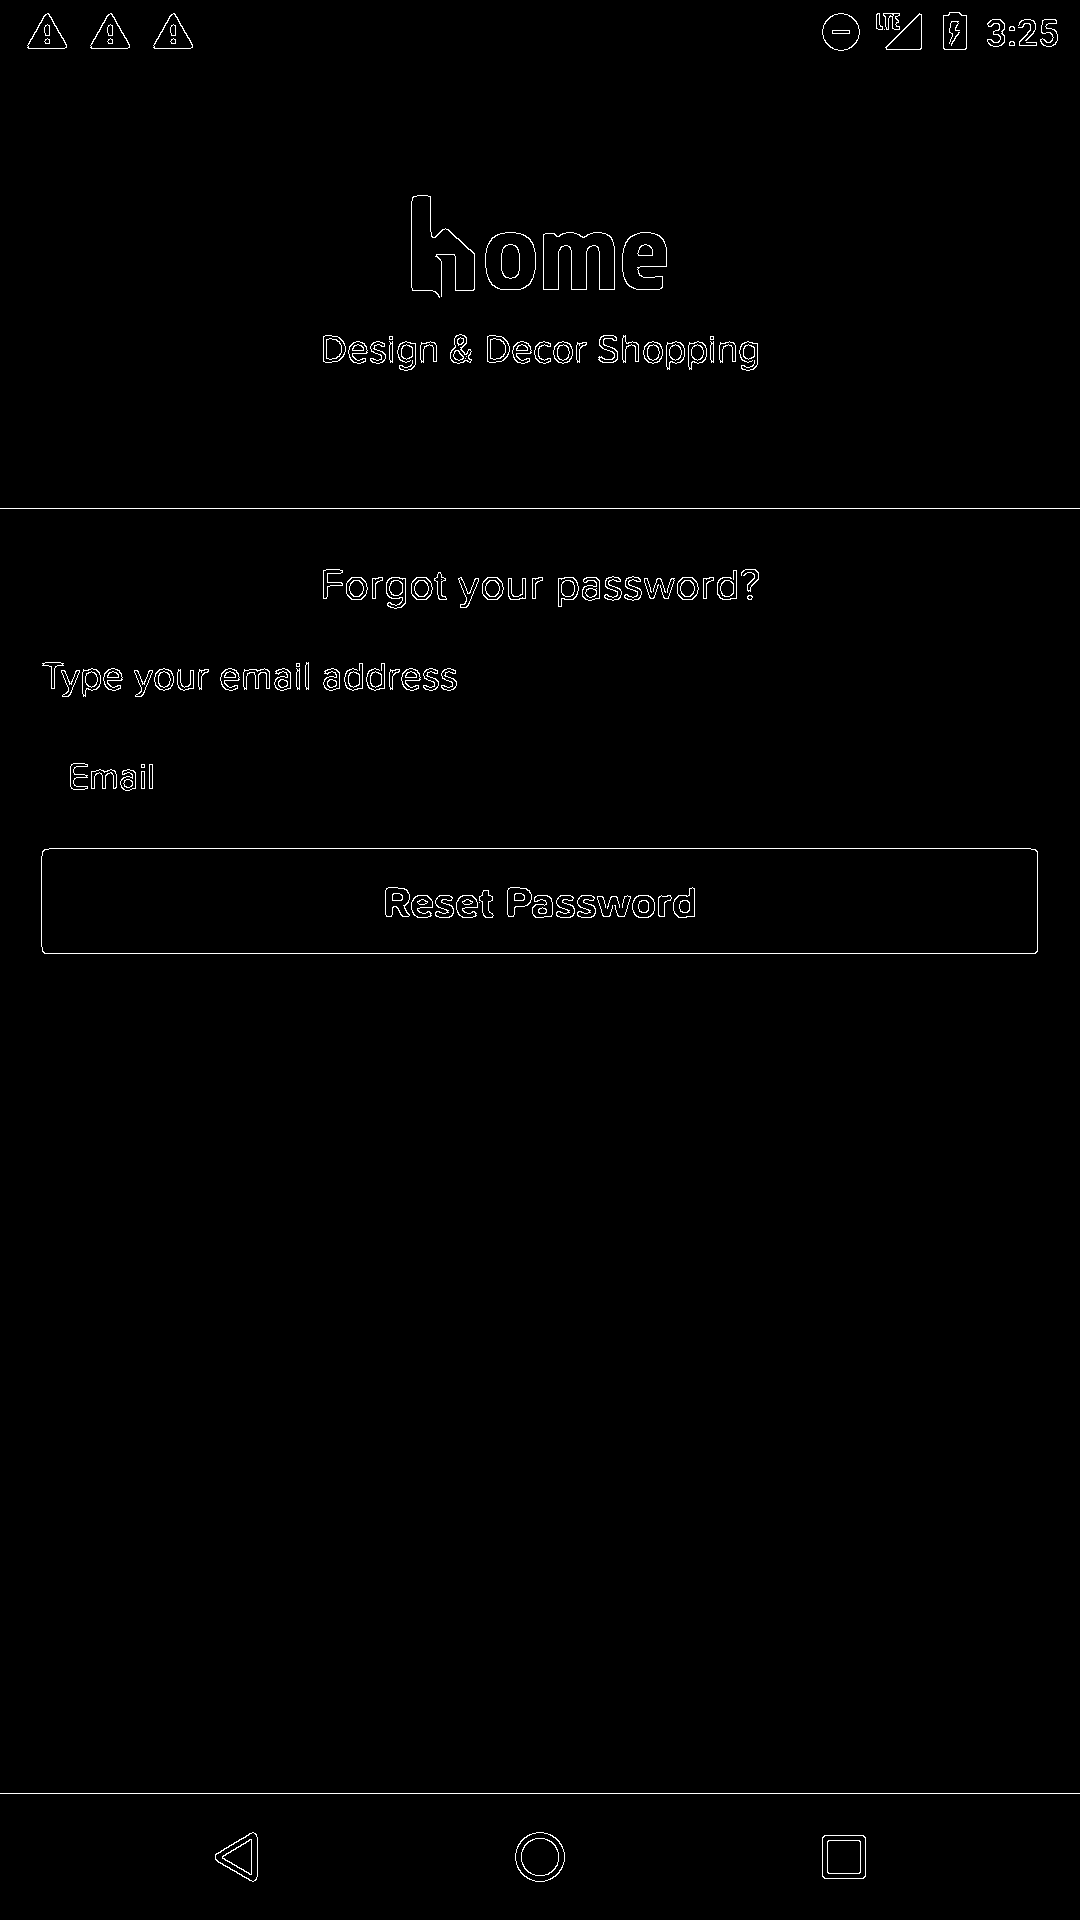 LTE 3:25
home
Design & Decor Shopping
Forgot your password?
Type your email address
Email
Reset Password